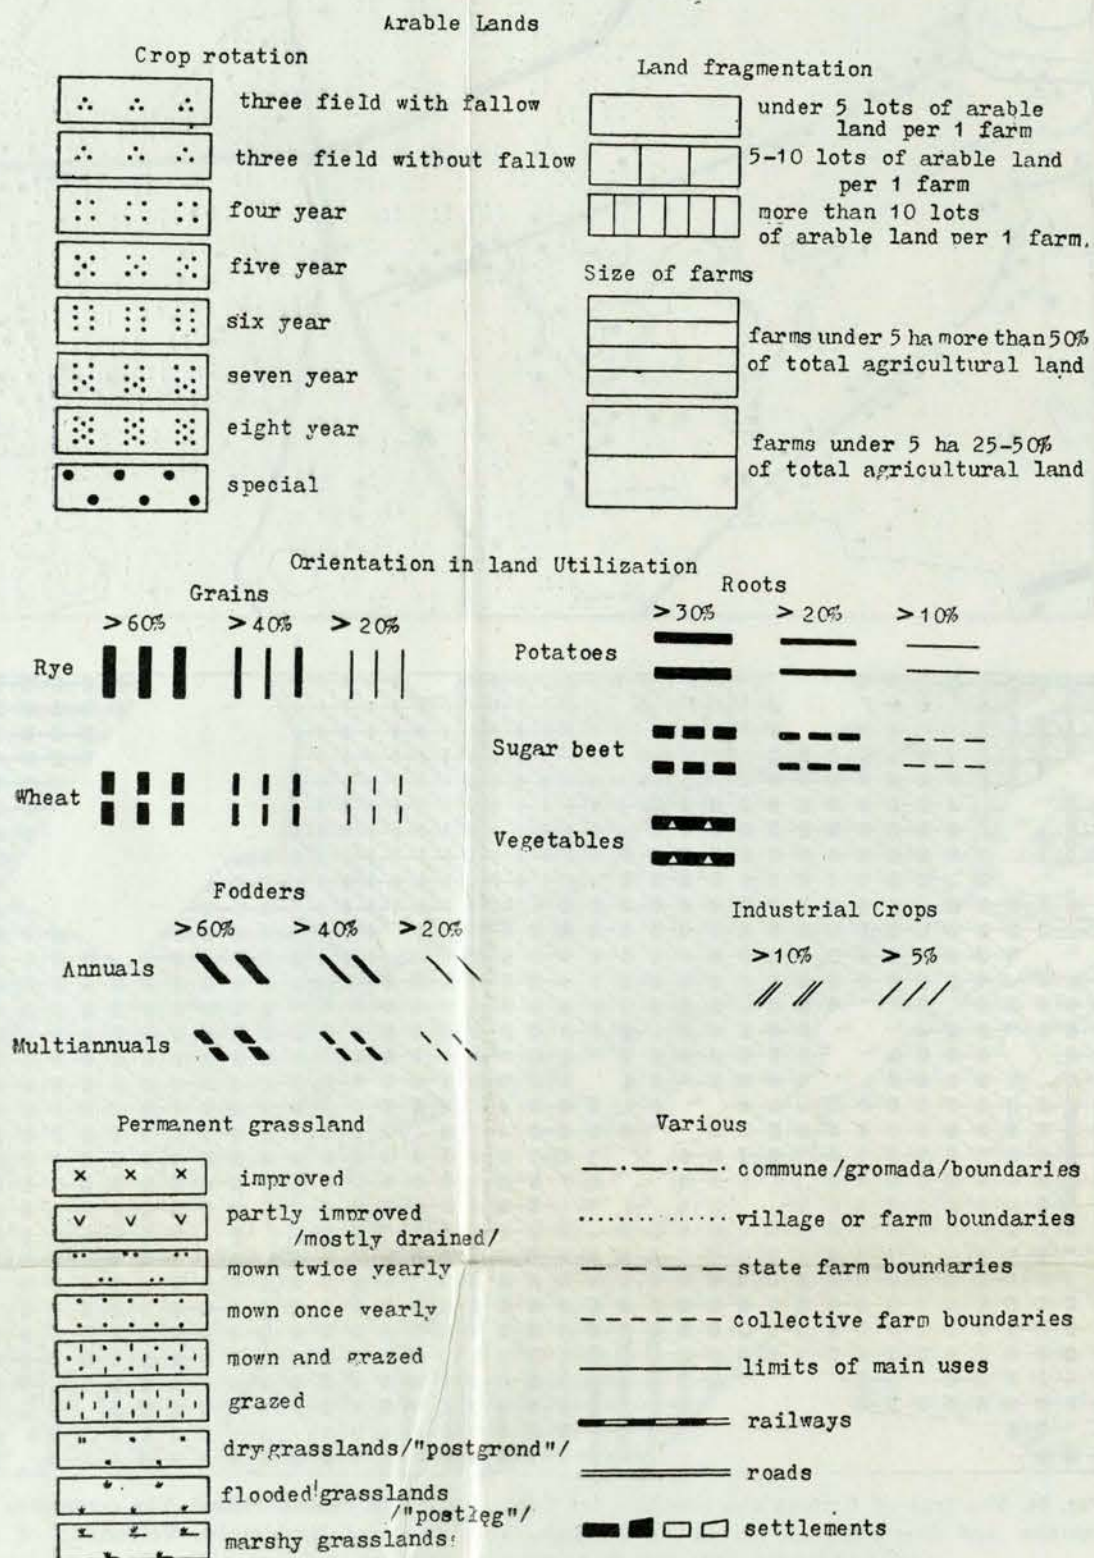 Arable Lands
Crop rotation
three field with fallow
three field without fallow
four year
five year
six year
seven year
eight year
special
Land fragmentation
under 5 lots of arable
land per 1 farm
5-10 lots of arable land
per 1 farm
more than 10 lots
of arable land per 1 farm.
Size of farms
farms under 5 ha more than 50%
of total agricultural land
farms under 5 ha 25-50%
of total agricultural land
Orientation in land Utilization
Grains
>60% >40% >20%
Rye
Wheat
Roots
>30% >20% >10%
Potatoes
Sugar beet
Vegetables
Fodders
>60% >40% >20%
Annuals
Multiannuals
Industrial Crops
>10% >5%
Permanent grassland
improved
partly improved
/mostly drained/
mown twice yearly
mown once yearly
mown and grazed
grazed
dry grasslands/"postgrond"/
flooded grasslands
/"postłęg"/
marshy grasslands
Various
commune/gromada/boundaries
village or farm boundaries
state farm boundaries
collective farm boundaries
limits of main uses
railways
roads
settlements